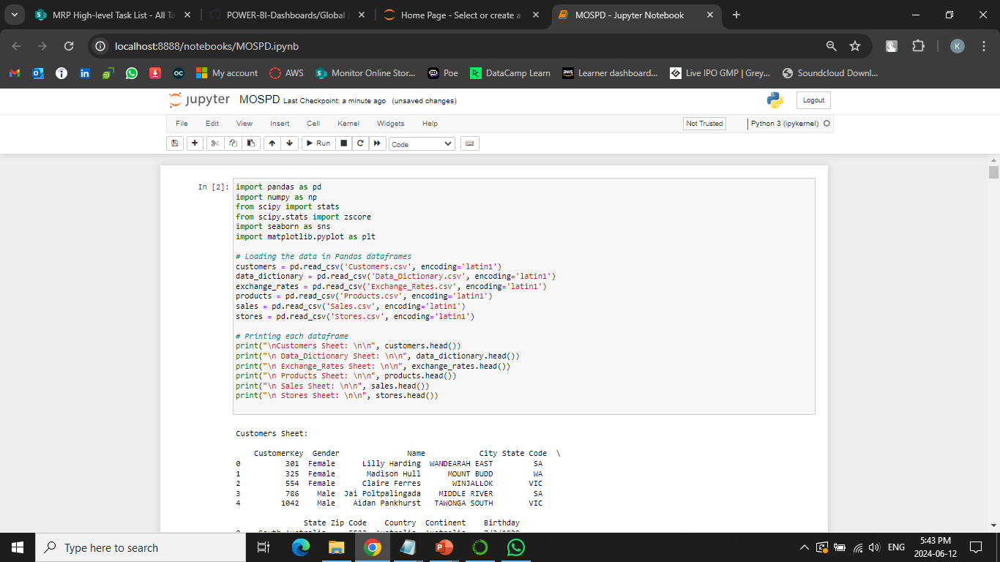 MRP High-level Task List - All Ta
POWER-BI-Dashboards/Global
Home Page - Select or create a
MOSPD - Jupyter Notebook
localhost:8888/notebooks/MOSPD.ipynb
K
OC
My account
AWS
Monitor Online Stor...
Poe
DataCamp Learn
aws
Learner dashboard...
Live IPO GMP | Grey...
Soundcloud Downl...
jupyter MOSPD Last Checkpoint: a minute ago (unsaved changes)
Logout
File Edit View Insert Cell Kernel Widgets Help
Not Trusted
Python 3 (ipykernel)
Run
Code
In [2]:
import pandas as pd
import numpy as np
from scipy import stats
from scipy.stats import zscore
import seaborn as sns
import matplotlib.pyplot as plt
# Loading the data in Pandas dataframes
customers = pd.read_csv('Customers.csv', encoding='latin1')
data_dictionary = pd.read_csv('Data_Dictionary.csv', encoding='latin1')
exchange_rates = pd.read_csv('Exchange_Rates.csv', encoding='latin1')
products = pd.read_csv('Products.csv', encoding='latin1')
sales = pd.read_csv('Sales.csv', encoding='latin1')
stores = pd.read_csv('Stores.csv', encoding='latin1')
# Printing each dataframe
print("\nCustomers Sheet: \n\n", customers.head())
print("\n Data_Dictionary Sheet: \n\n", data_dictionary.head())
print("\n Exchange_Rates Sheet: \n\n", exchange_rates.head())
print("\n Products Sheet: \n\n", products.head())
print("\n Sales Sheet: \n\n", sales.head())
print("\n Stores Sheet: \n\n", stores.head())
Customers Sheet:
CustomerKey Gender Name City State Code \
0 301 Female Lilly Harding WANDEARAH EAST SA
1 325 Female Madison Hull MOUNT BUDD WA
2 554 Female Claire Ferres WINJALLOK VIC
3 786 Male Jai Poltpalingada MIDDLE RIVER SA
4 1042 Male Aidan Pankhurst TAWONGA SOUTH VIC
State Zip Code Country Continent Birthday
Type here to search
ENG
5:43 PM
2024-06-12